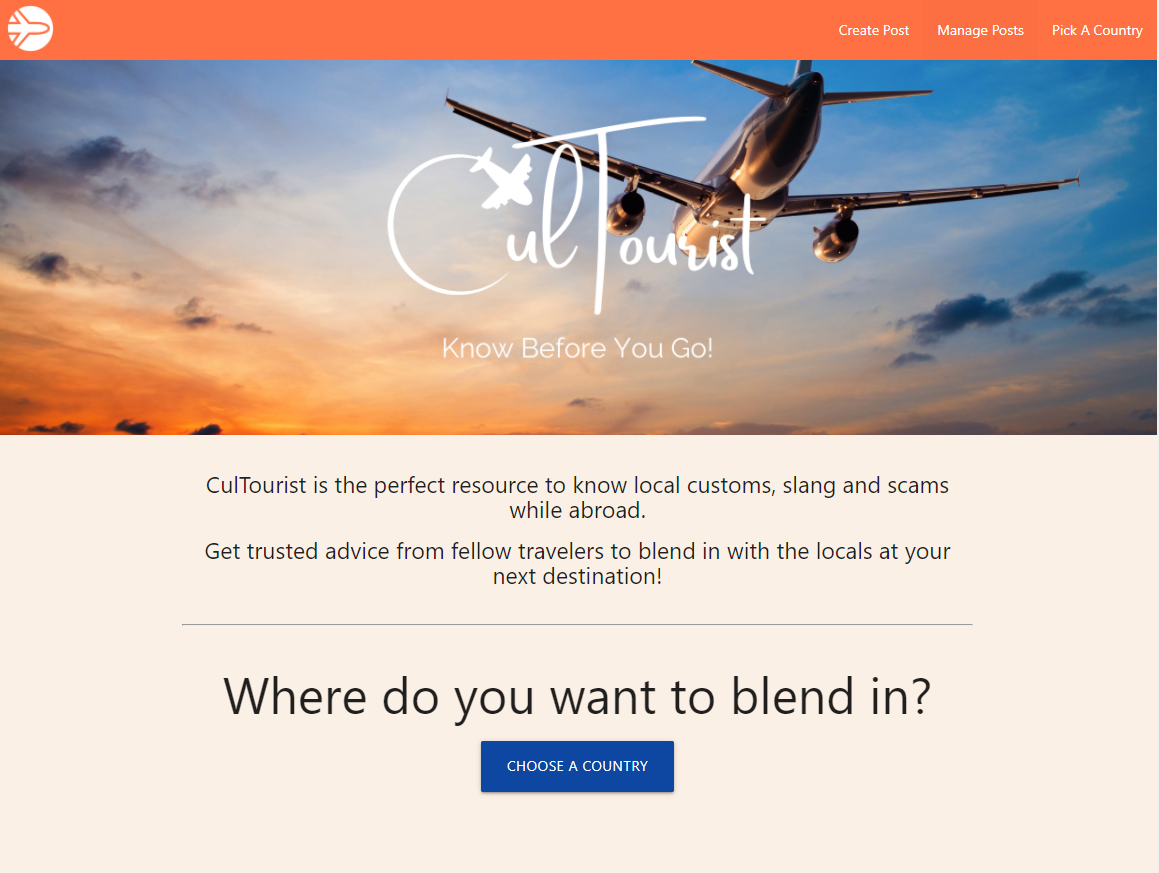 Create Post Manage Posts Pick A Country
CulTourist
Know Before You Go!
CulTourist is the perfect resource to know local customs, slang and scams
while abroad.
Get trusted advice from fellow travelers to blend in with the locals at your
next destination!
Where do you want to blend in?
CHOOSE A COUNTRY